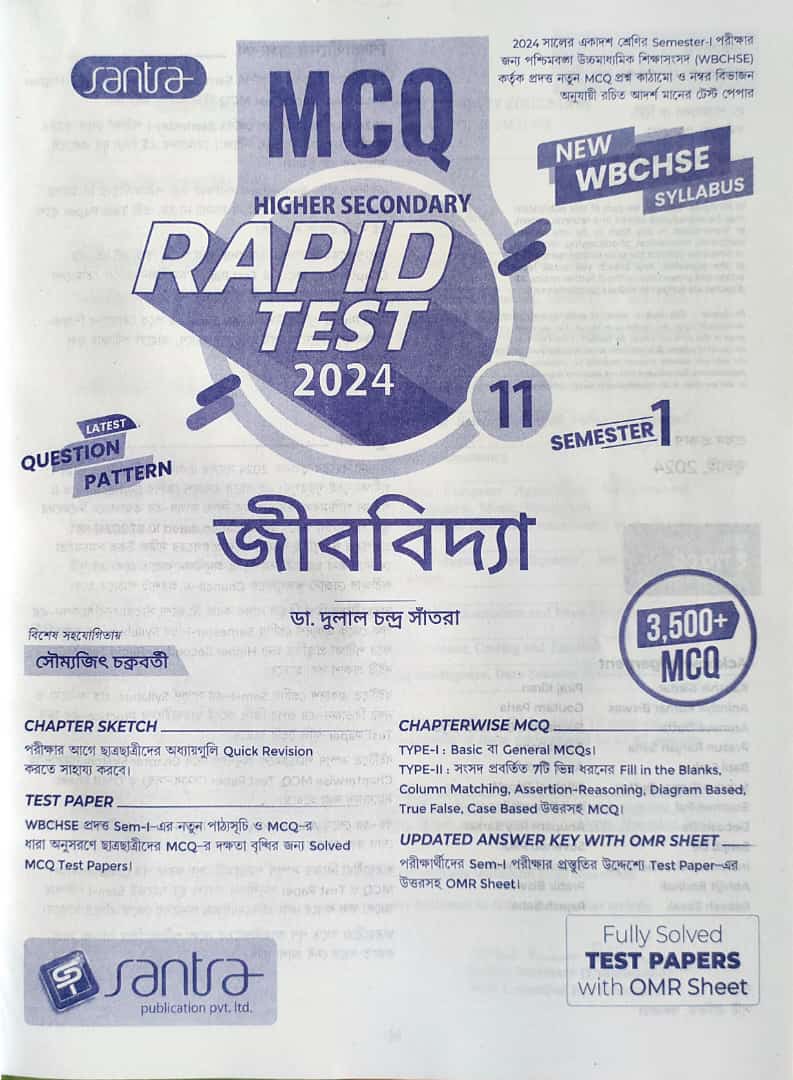 santra
MCQ
2024 সালের একাদশ শ্রেণির Semester-I পরীক্ষার
জন্য পশ্চিমবঙ্গ উচ্চমাধ্যমিক শিক্ষাসংসদ (WBCHSE)
কর্তৃক প্রদত্ত নতুন MCQ প্রশ্ন কাঠামো ও নম্বর বিভাজন
অনুযায়ী রচিত আদর্শ মানের টেস্ট পেপার
NEW
WBCHSE
SYLLABUS
HIGHER SECONDARY
RAPID
TEST
2024
11
SEMESTER 1
LATEST
QUESTION
PATTERN
জীববিদ্যা
ডা. দুলাল চন্দ্র সাঁতরা
বিশেষ সহযোগিতায়
সৌম্যজিৎ চক্রবর্তী
3,500+
MCQ
CHAPTER SKETCH
পরীক্ষার আগে ছাত্রছাত্রীদের অধ্যায়গুলি Quick Revision
করতে সাহায্য করবে।
TEST PAPER
WBCHSE প্রদত্ত Sem-I-এর নতুন পাঠ্যসূচি ও MCQ-র
ধারা অনুসরণে ছাত্রছাত্রীদের MCQ-র দক্ষতা বৃদ্ধির জন্য Solved
MCQ Test Papers।
CHAPTERWISE MCQ
TYPE-I : Basic বা General MCQs।
TYPE-II : সংসদ প্রবর্তিত 7টি ভিন্ন ধরনের Fill in the Blanks,
Column Matching, Assertion-Reasoning, Diagram Based,
True False, Case Based উত্তরসহ MCQ।
UPDATED ANSWER KEY WITH OMR SHEET
পরীক্ষার্থীদের Sem-I পরীক্ষার প্রস্তুতির উদ্দেশ্যে Test Paper-এর
উত্তরসহ OMR Sheet।
santra
publication pvt. ltd.
Fully Solved
TEST PAPERS
with OMR Sheet